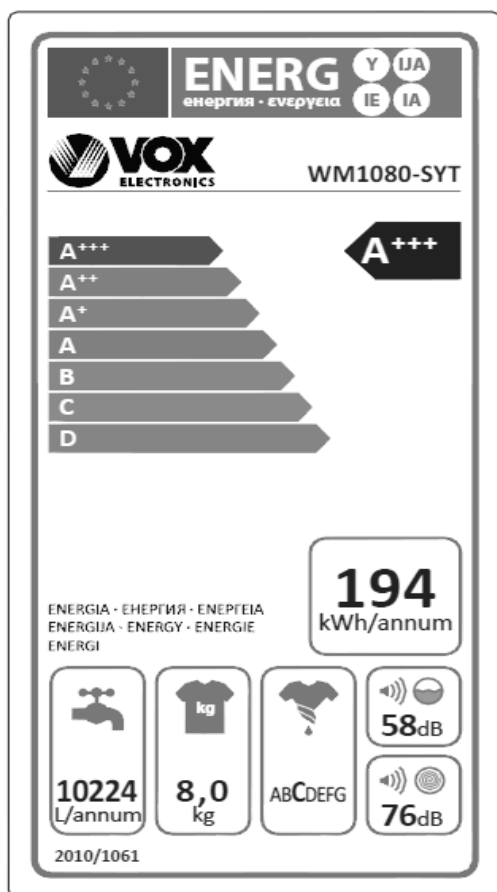 ENERG
енергия · ενεργεια
Y IJA
IE IA
VOX
ELECTRONICS
WM1080-SYT
A+++
A+++
A++
A+
A
B
C
D
194
kWh/annum
ENERGIA · ЕНЕРГИЯ · ΕΝΕΡΓΕΙΑ
ENERGIJA · ENERGY · ENERGIE
ENERGI
kg
58dB
10224
L/annum
8,0
kg
ABCDEFG
76dB
2010/1061